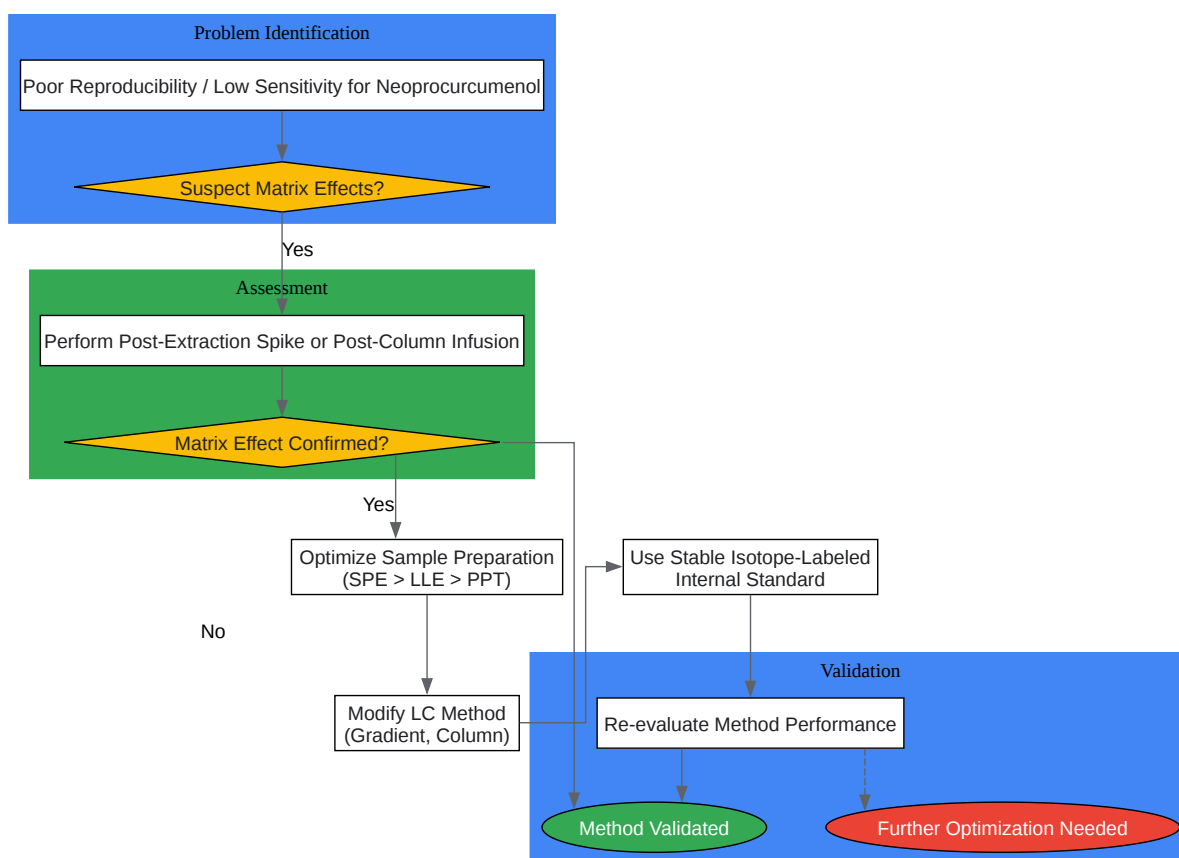 Problem Identification
Poor Reproducibility / Low Sensitivity for Neoprocurcumenol
Suspect Matrix Effects?
Yes
Assessment
Perform Post-Extraction Spike or Post-Column Infusion
Matrix Effect Confirmed?
Yes
Optimize Sample Preparation
(SPE > LLE > PPT)
Use Stable Isotope-Labeled
Internal Standard
No
Validation
Modify LC Method
(Gradient, Column)
Re-evaluate Method Performance
Method Validated
Further Optimization Needed